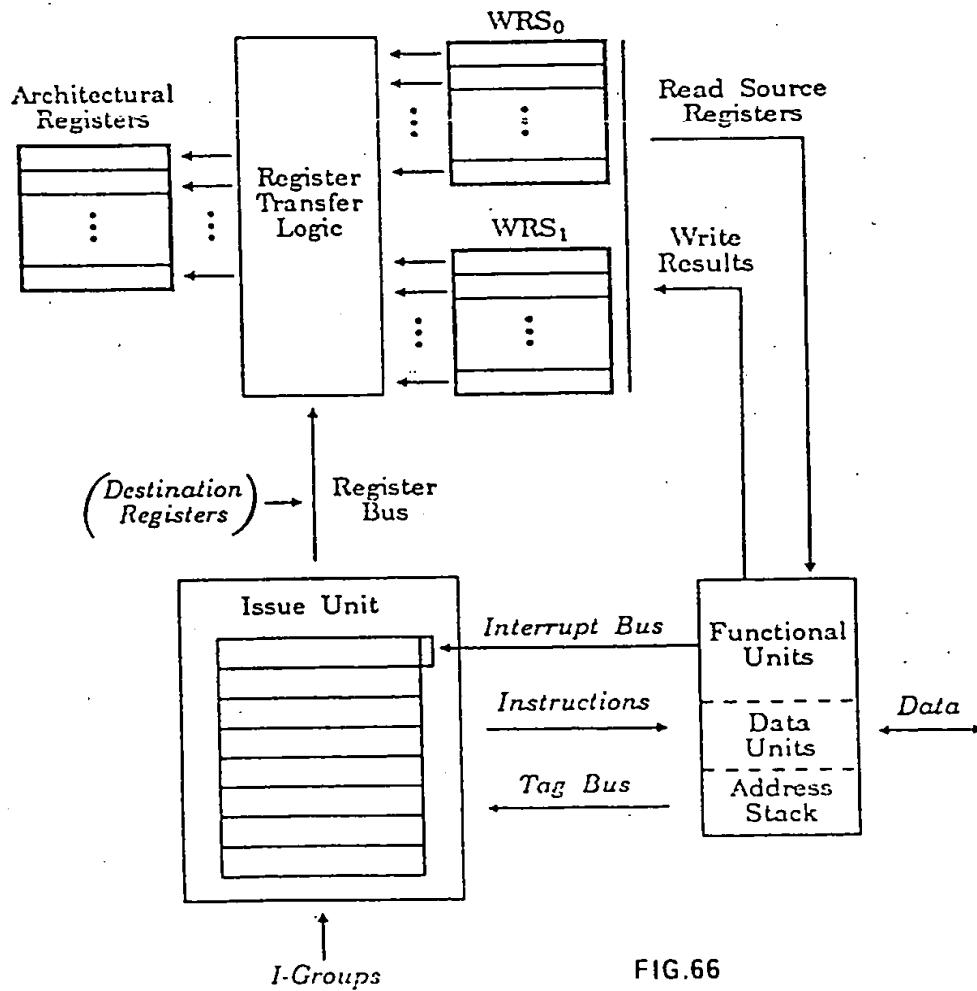 WRS0
Architectural
Registers
Read Source
Registers
Register
Transfer
Logic
WRS1
Write
Results
(Destination
Registers)
Register
Bus
Issue Unit
Interrupt Bus
Functional
Units
Instructions
Data
Data
Units
Tag Bus
Address
Stack
I-Groups
FIG.66